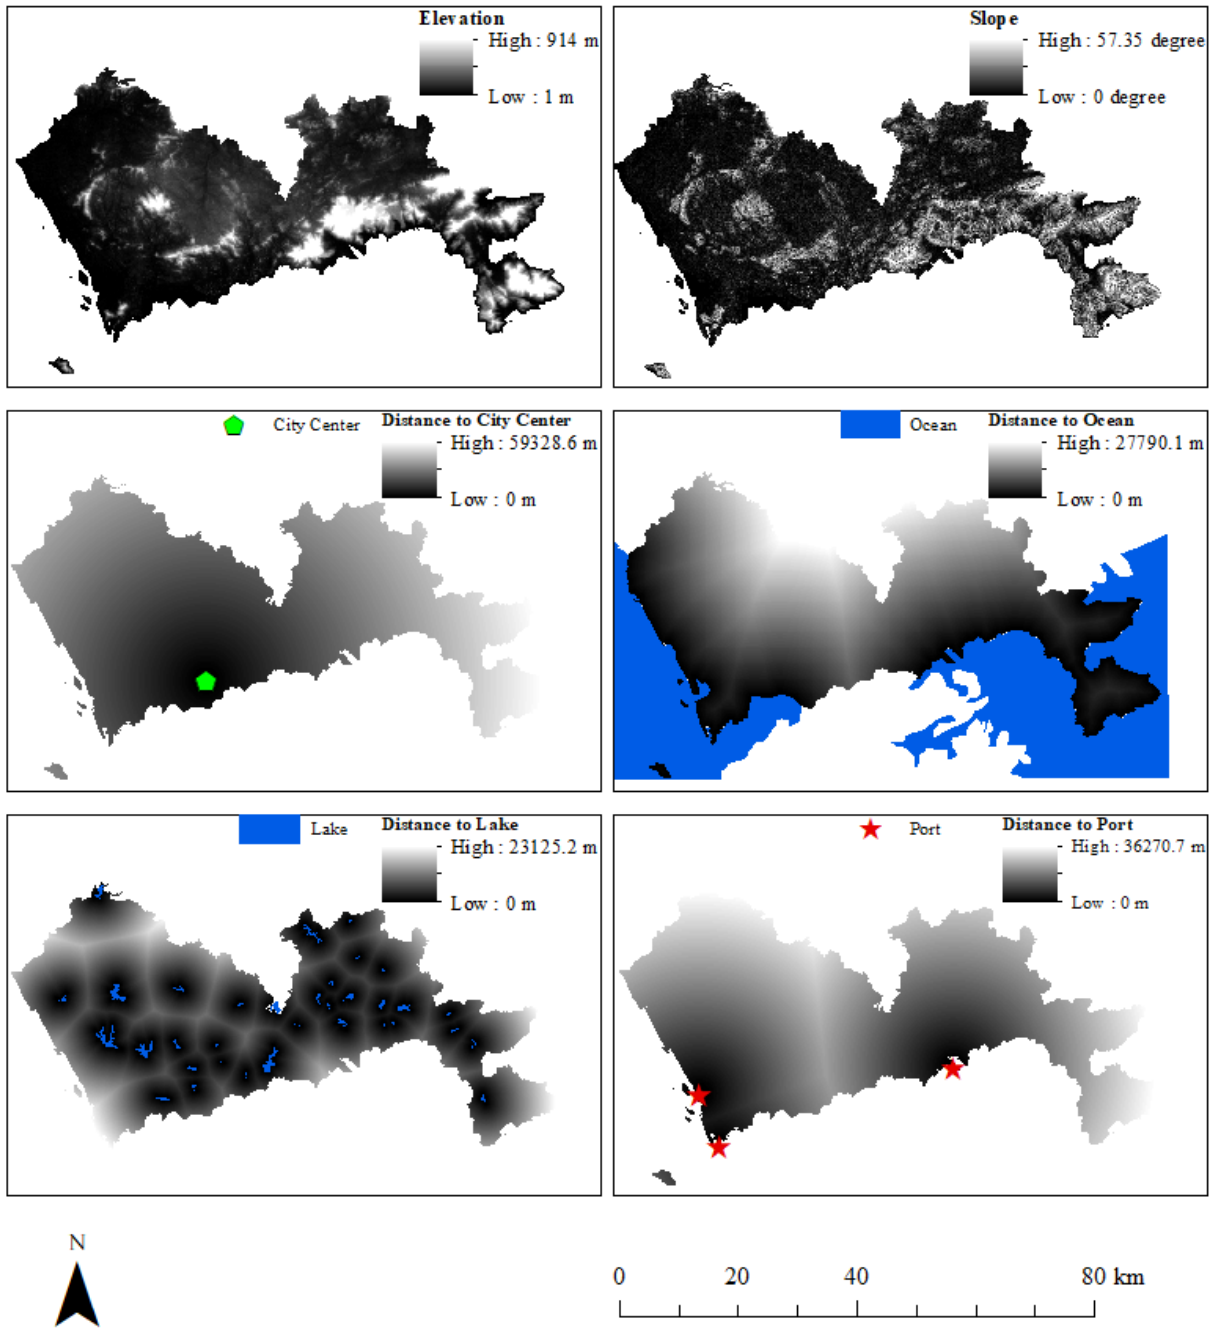 Elevation
High : 914 m
Low : 1 m
Slope
High : 57.35 degree
Low : 0 degree
City Center
Distance to City Center
High : 59328.6 m
Low : 0 m
Ocean
Distance to Ocean
High : 27790.1 m
Low : 0 m
Lake
Distance to Lake
High : 23125.2 m
Low : 0 m
Port
Distance to Port
High : 36270.7 m
Low : 0 m
N
0 20 40 80 km